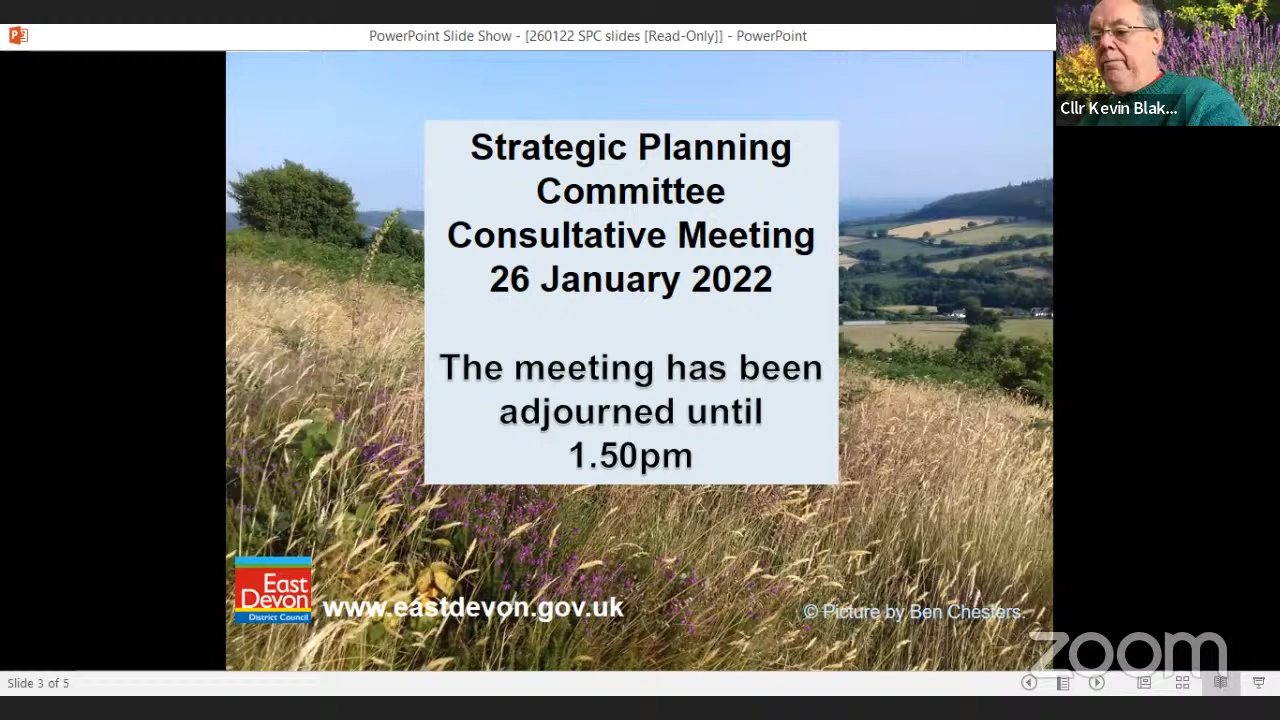 PowerPoint Slide Show - [260122 SPC slides [Read-Only]] - PowerPoint
Cllr Kevin Blak...
Strategic Planning
Committee
Consultative Meeting
26 January 2022
The meeting has been
adjourned until
1.50pm
East
Devon
District Council
www.eastdevon.gov.uk
© Picture by Ben Chesters.
zoom
Slide 3 of 5